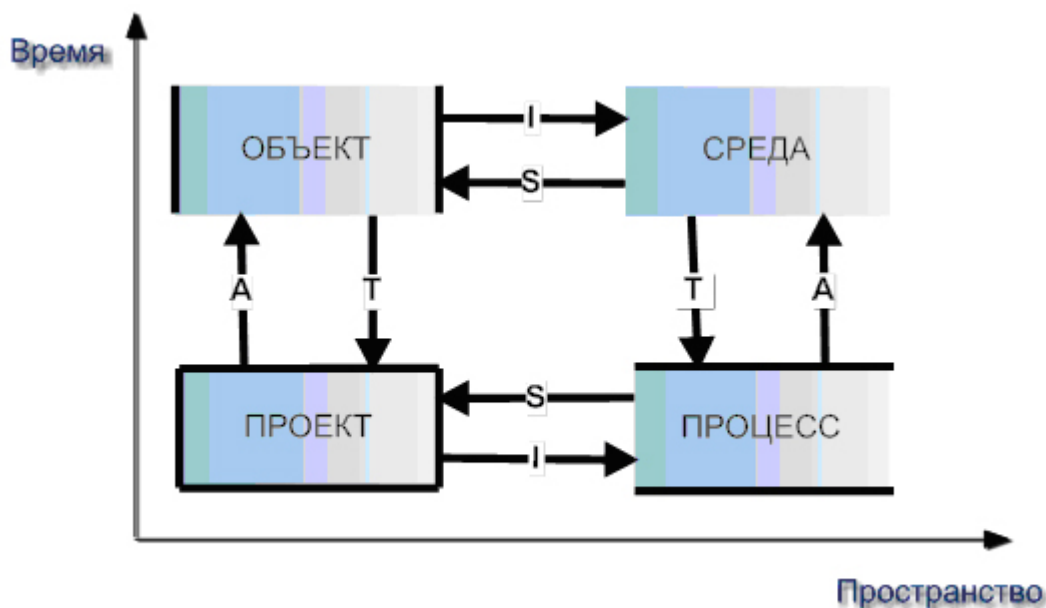 Время
ОБЪЕКТ
I
СРЕДА
S
A
T
T
A
ПРОЕКТ
S
ПРОЦЕСС
I
Пространство